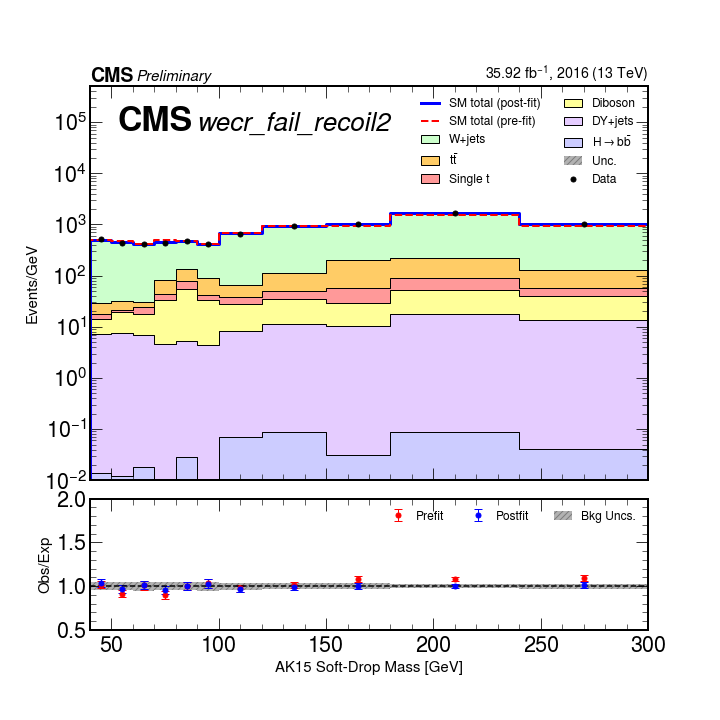 CMS Preliminary
35.92 fb⁻¹, 2016 (13 TeV)
CMS wecr_fail_recoil2
SM total (post-fit)
SM total (pre-fit)
W+jets
tt̄
Single t
Diboson
DY+jets
H→bb̄
Unc.
Data
Events/GeV
10⁵
10⁴
10³
10²
10¹
10⁰
10⁻¹
10⁻²
Prefit
Postfit
Bkg Uncs.
Obs/Exp
2.0
1.5
1.0
0.5
50 100 150 200 250 300
AK15 Soft-Drop Mass [GeV]